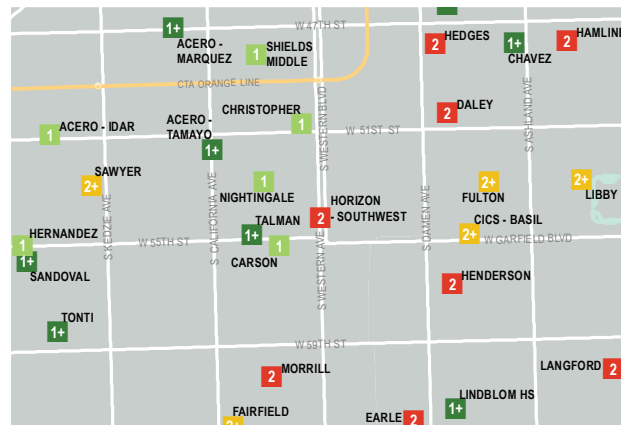 1+
W 47TH ST
ACERO -
MARQUEZ
1
SHIELDS
MIDDLE
2
HEDGES
1+
CHAVEZ
2
HAMLINE
CTA ORANGE LINE
S WESTERN BLVD
S ASHLAND AVE
CHRISTOPHER
1
2
DALEY
1
ACERO - IDAR
ACERO -
TAMAYO
1+
W 51ST ST
SAWYER
2+
S KEDZIE AVE
S CALIFORNIA AVE
1
NIGHTINGALE
2
HORIZON
- SOUTHWEST
S DAMEN AVE
2+
FULTON
2+
LIBBY
HERNANDEZ
1
1+
SANDOVAL
W 55TH ST
TALMAN
1+
1
CARSON
S WESTERN AVE
CICS - BASIL
2+
W GARFIELD BLVD
2
HENDERSON
TONTI
1+
W 59TH ST
MORRILL
2
LANGFORD
2
FAIRFIELD
2+
EARLE
2
1+
LINDBLOM HS